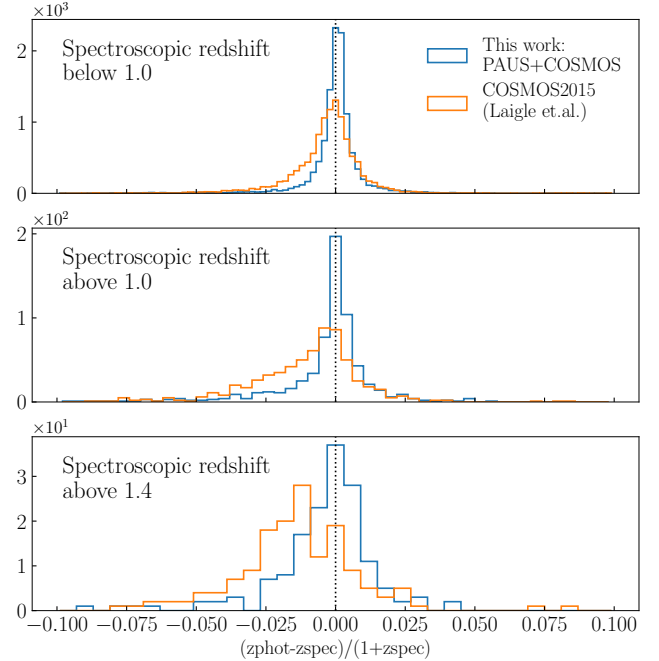 ×10³
Spectroscopic redshift
below 1.0
This work:
PAUS+COSMOS
COSMOS2015
(Laigle et.al.)
2
1
0
×10²
Spectroscopic redshift
above 1.0
2
1
0
×10¹
Spectroscopic redshift
above 1.4
3
2
1
0
−0.100 −0.075 −0.050 −0.025 0.000 0.025 0.050 0.075 0.100
(zphot-zspec)/(1+zspec)